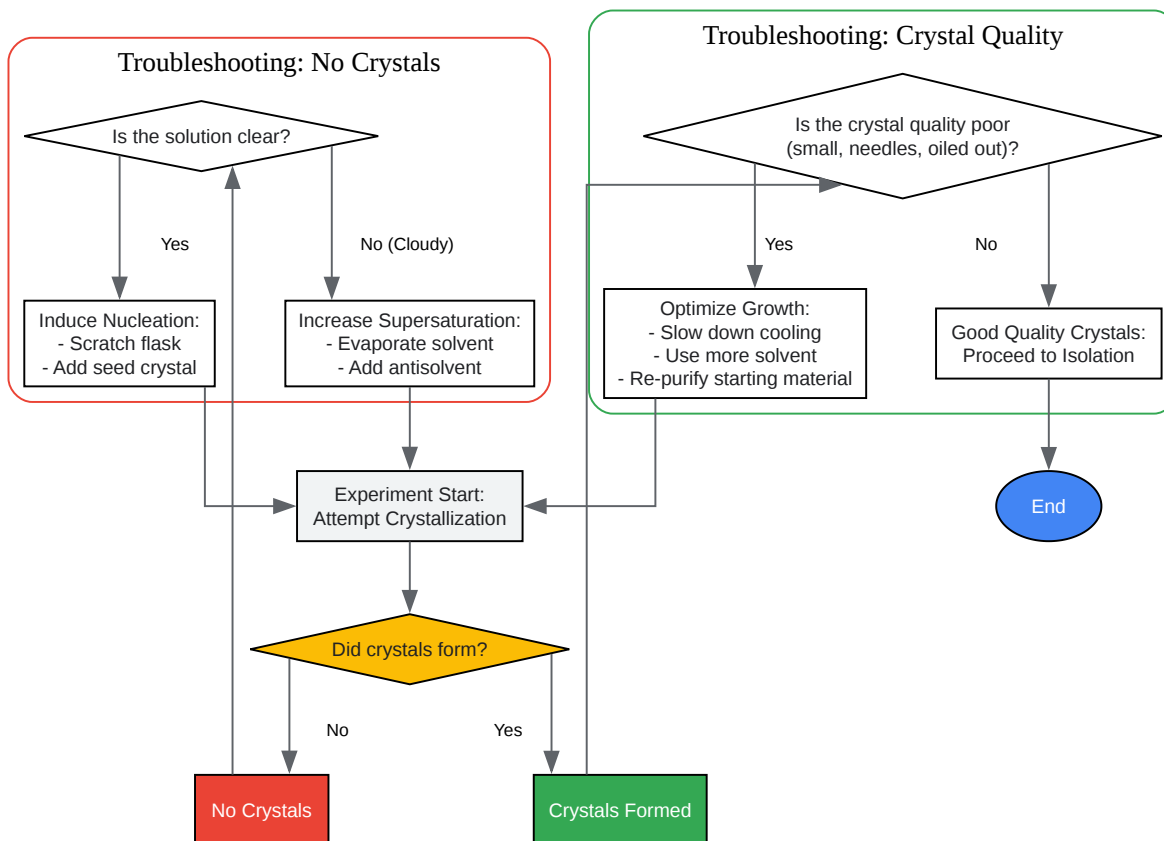 Troubleshooting: No Crystals
Is the solution clear?
Yes
No (Cloudy)
Induce Nucleation:
- Scratch flask
- Add seed crystal
Increase Supersaturation:
- Evaporate solvent
- Add antisolvent
Troubleshooting: Crystal Quality
Is the crystal quality poor
(small, needles, oiled out)?
Yes
No
Optimize Growth:
- Slow down cooling
- Use more solvent
- Re-purify starting material
Good Quality Crystals:
Proceed to Isolation
End
Experiment Start:
Attempt Crystallization
Did crystals form?
No
Yes
No Crystals
Crystals Formed